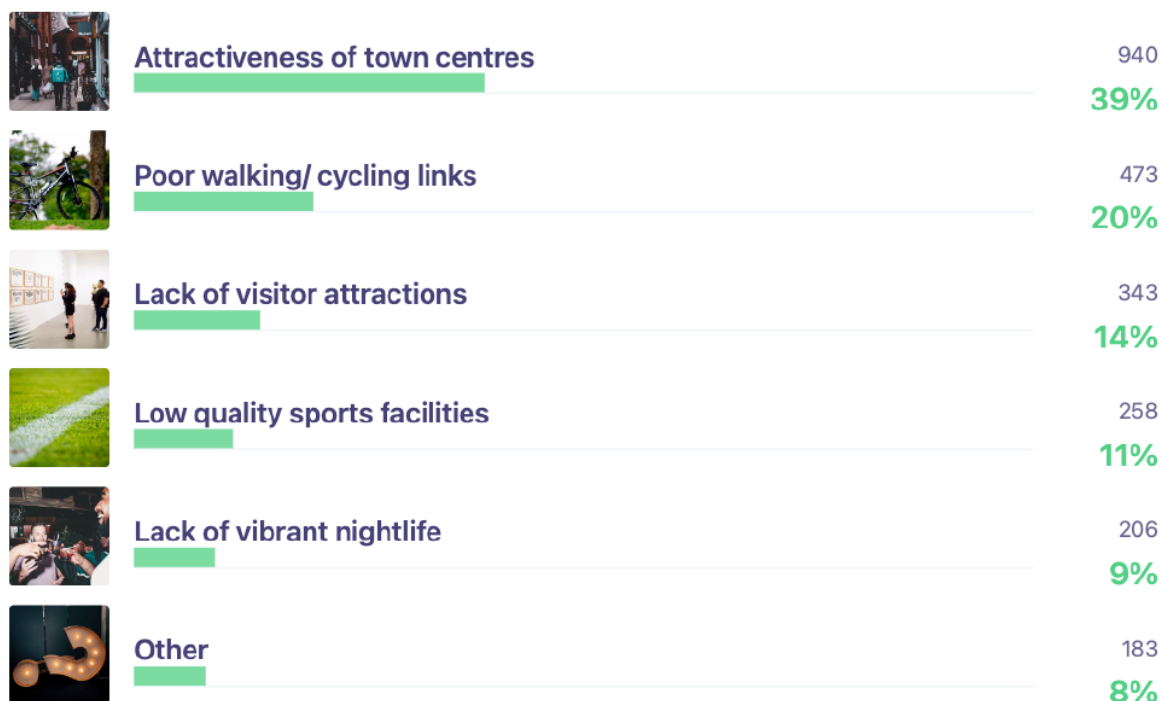 Attractiveness of town centres
940
39%
Poor walking/ cycling links
473
20%
Lack of visitor attractions
343
14%
Low quality sports facilities
258
11%
Lack of vibrant nightlife
206
9%
Other
183
8%